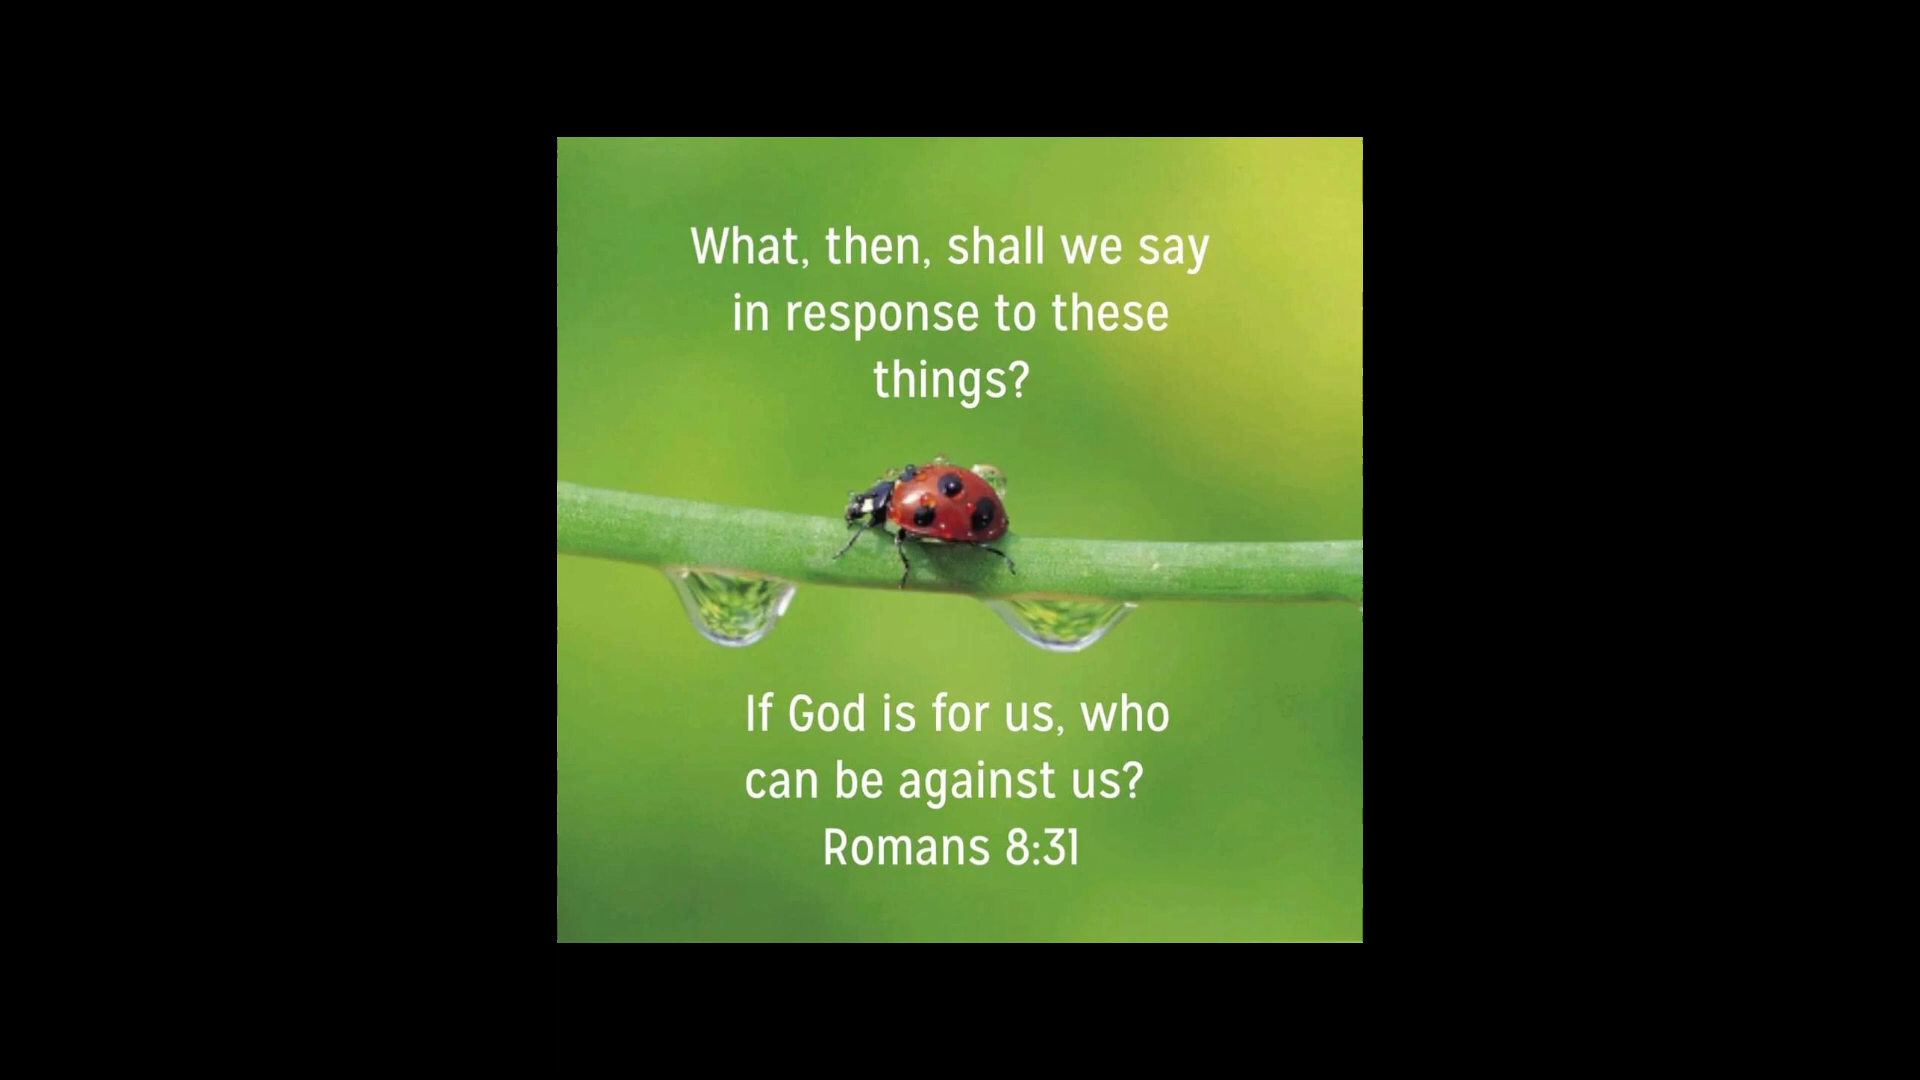 What, then, shall we say
in response to these
things?
If God is for us, who
can be against us?
Romans 8:31